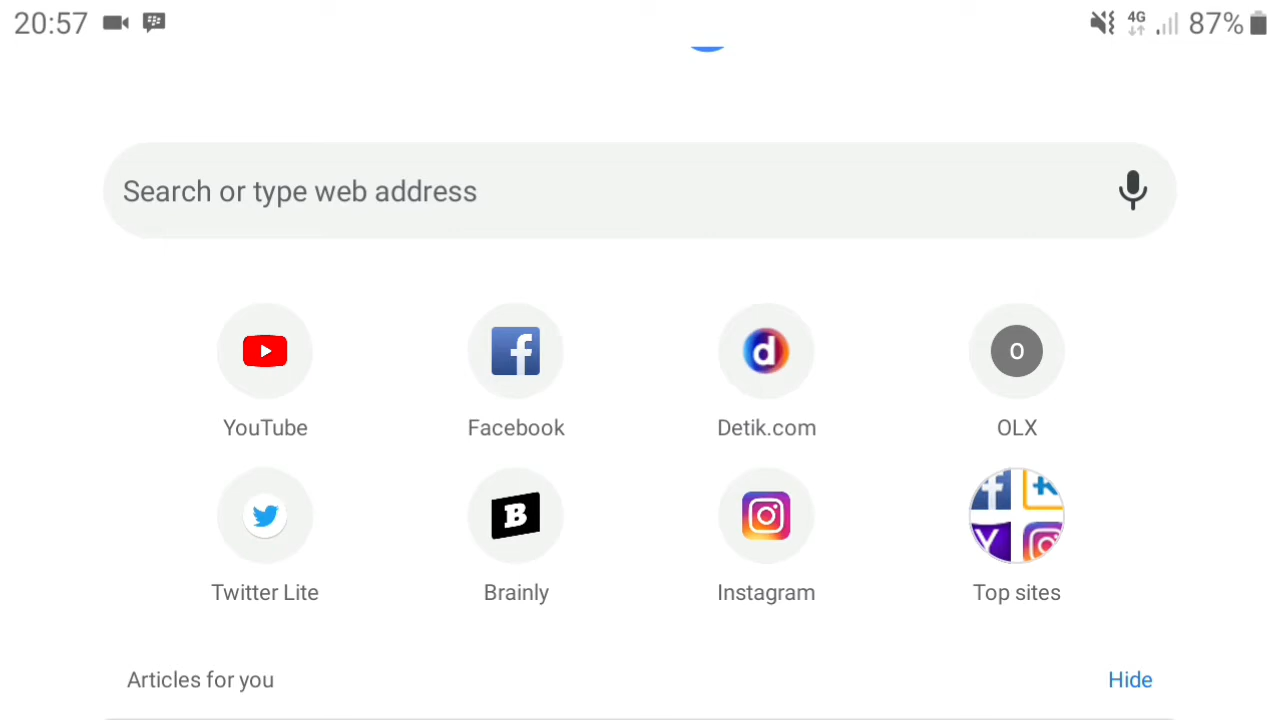 20:57 4G 87%
Search or type web address
YouTube Facebook Detik.com OLX
Twitter Lite Brainly Instagram Top sites
Articles for you Hide